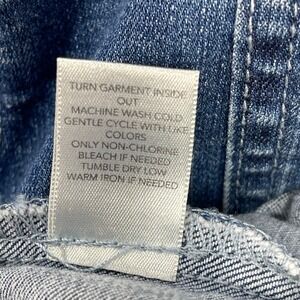 TURN GARMENT INSIDE
OUT
MACHINE WASH COLD
GENTLE CYCLE WITH LIKE
COLORS
ONLY NON-CHLORINE
BLEACH IF NEEDED
TUMBLE DRY LOW
WARM IRON IF NEEDED